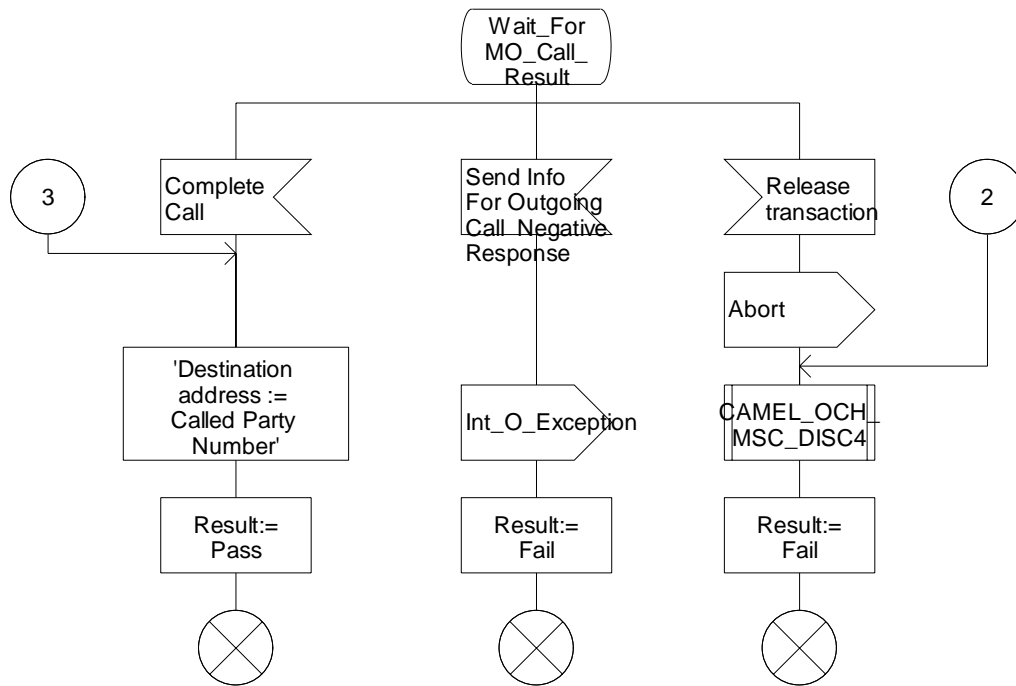 Wait_For
MO_Call_
Result
3
Complete
Call
Send Info
For Outgoing
Call Negative
Response
Release
transaction
2
Abort
'Destination
address :=
Called Party
Number'
Int_O_Exception
CAMEL_OCH_
MSC_DISC4
Result:=
Pass
Result:=
Fail
Result:=
Fail